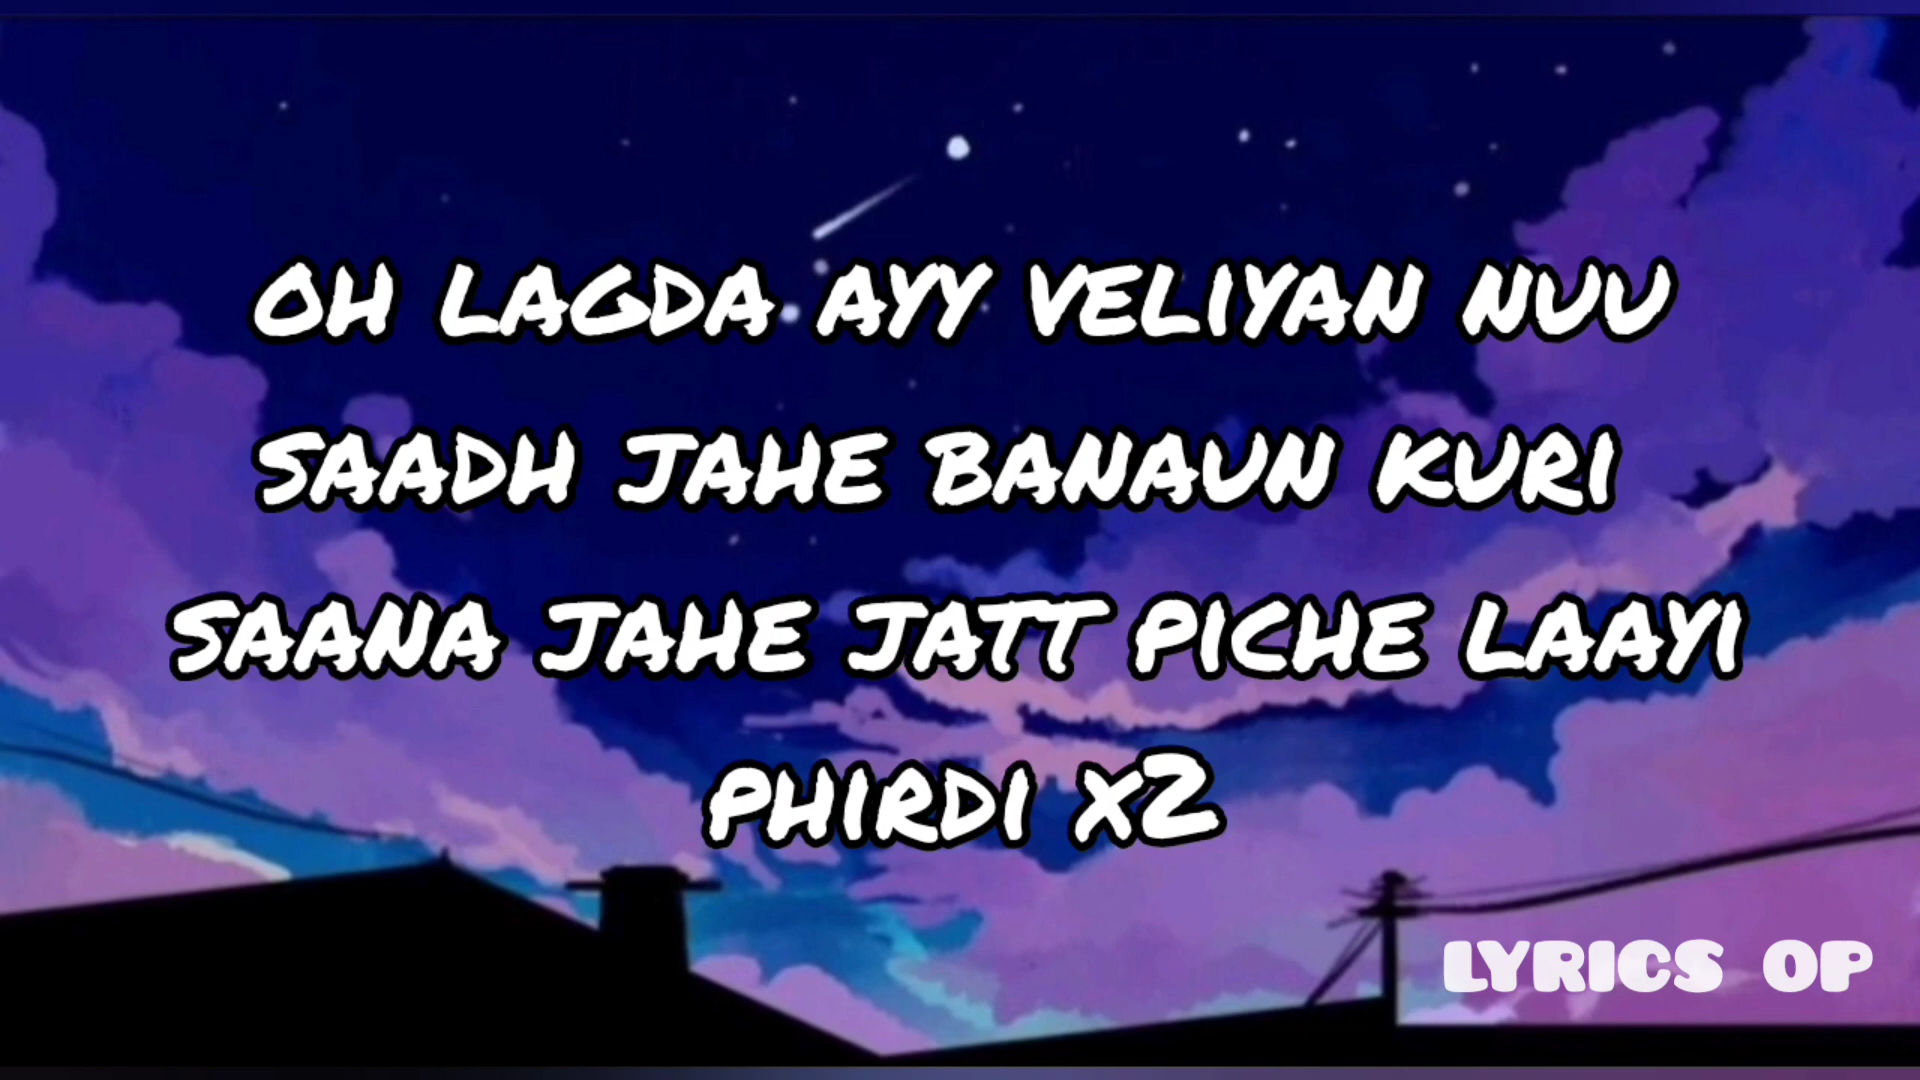 OH LAGDA AYY VELIYAN NUU
SAADH JAHE BANAUN KURI
SAANA JAHE JATT PICHE LAAYI
PHIRDI X2
LYRICS OP